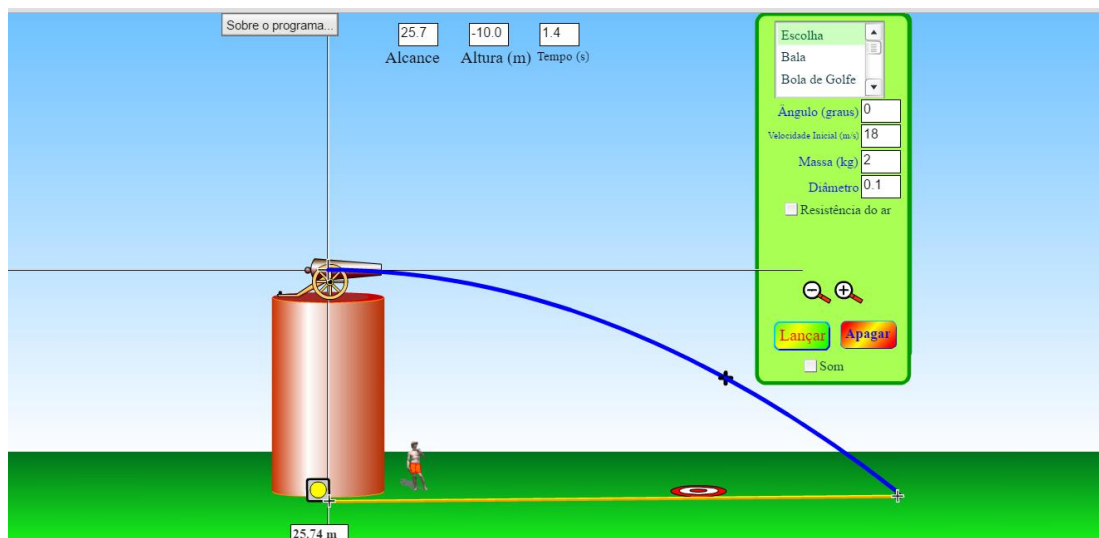 Sobre o programa...
25.7
-10.0
1.4
Alcance
Altura (m)
Tempo (s)
Escolha
Bala
Bola de Golfe
Ângulo (graus) 0
Velocidade Inicial (m/s) 18
Massa (kg) 2
Diâmetro 0.1
Resistência do ar
Lançar
Apagar
Som
25.74 m